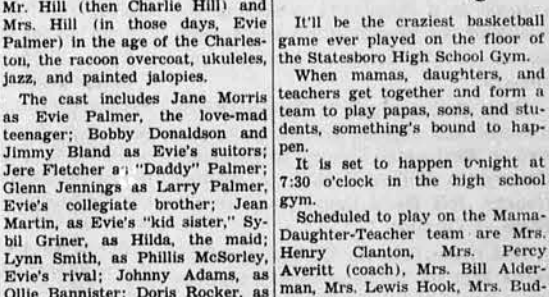 Mr. Hill (then Charlie Hill) and
Mrs. Hill (in those days, Evie
Palmer) in the age of the Charles-
ton, the racoon overcoat, ukuleles,
jazz, and painted jalopies.
The cast includes Jane Morris
as Evie Palmer, the love-mad
teenager; Bobby Donaldson and
Jimmy Bland as Evie's suitors;
Jere Fletcher as "Daddy" Palmer;
Glenn Jennings as Larry Palmer,
Evie's collegiate brother; Jean
Martin, as Evie's "kid sister," Sy-
bil Griner, as Hilda, the maid;
Lynn Smith, as Phillis McSorley,
Evie's rival; Johnny Adams, as
Ollie Bannister; Doris Rocker, as
It'll be the craziest basketball
game ever played on the floor of
the Statesboro High School Gym.
When mamas, daughters, and
teachers get together and form a
team to play papas, sons, and stu-
dents, something's bound to hap-
pen.
It is set to happen tonight at
7:30 o'clock in the high school
gym.
Scheduled to play on the Mama-
Daughter-Teacher team are Mrs.
Henry Clanton, Mrs. Percy
Averitt (coach), Mrs. Bill Alder-
man, Mrs. Lewis Hook, Mrs. Bud-